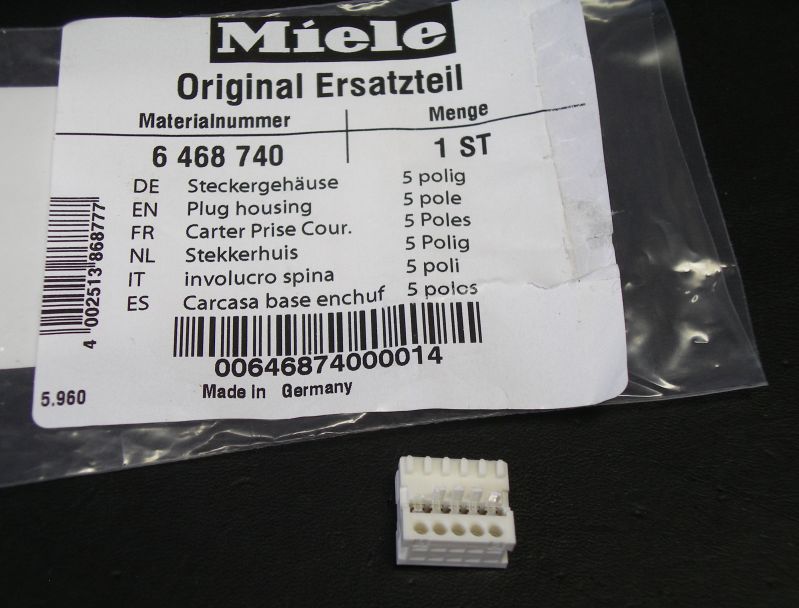 Miele
Original Ersatzteil
Materialnummer Menge
6 468 740 1 ST
DE Steckergehäuse 5 polig
EN Plug housing 5 pole
FR Carter Prise Cour. 5 Poles
NL Stekkerhuis 5 Polig
IT involucro spina 5 poli
ES Carcasa base enchuf 5 polos
4 002513 868777
00646874000014
Made in Germany
5.960